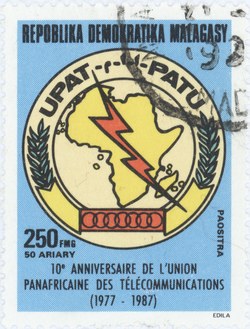 REPOBLIKA DEMOKRATIKA MALAGASY
UPAT PATU
250 FMG
50 ARIARY
PAOSITRA
10e ANNIVERSAIRE DE L'UNION
PANAFRICAINE DES TÉLÉCOMMUNICATIONS
(1977 - 1987)
EDILA